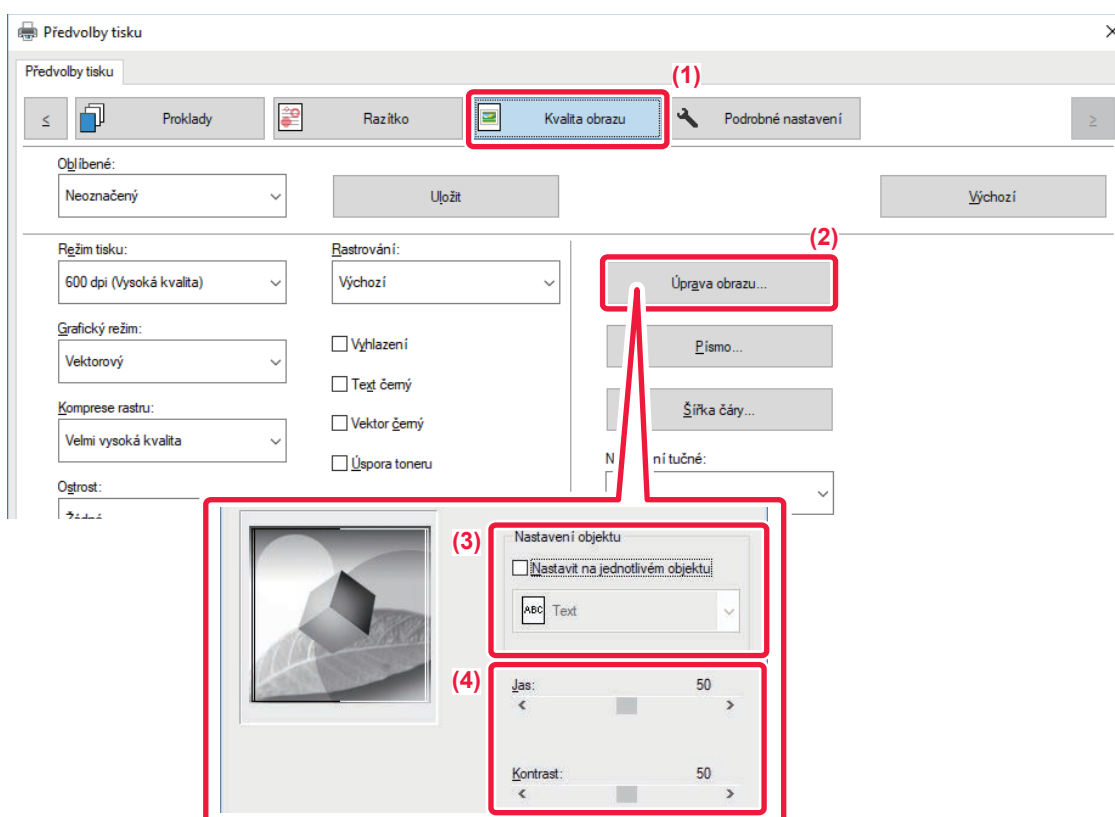 Předvolby tisku
Předvolby tisku
(1)
< Proklady Razítko Kvalita obrazu Podrobné nastavení >
Oblíbené:
Neoznačený Uložit Výchozí
(2)
Režim tisku: Rastrování:
600 dpi (Vysoká kvalita) Výchozí Úprava obrazu...
Grafický režim:
Vektorový Vyhlazení Písmo...
Text černý
Komprese rastru: Vektor černý Šířka čáry...
Velmi vysoká kvalita
Úspora toneru ní tučné:
Ostrost:
Žádné
(3) Nastavení objektu
Nastavit na jednotlivém objektu
ABC Text
(4) Jas: 50
< >
Kontrast: 50
< >